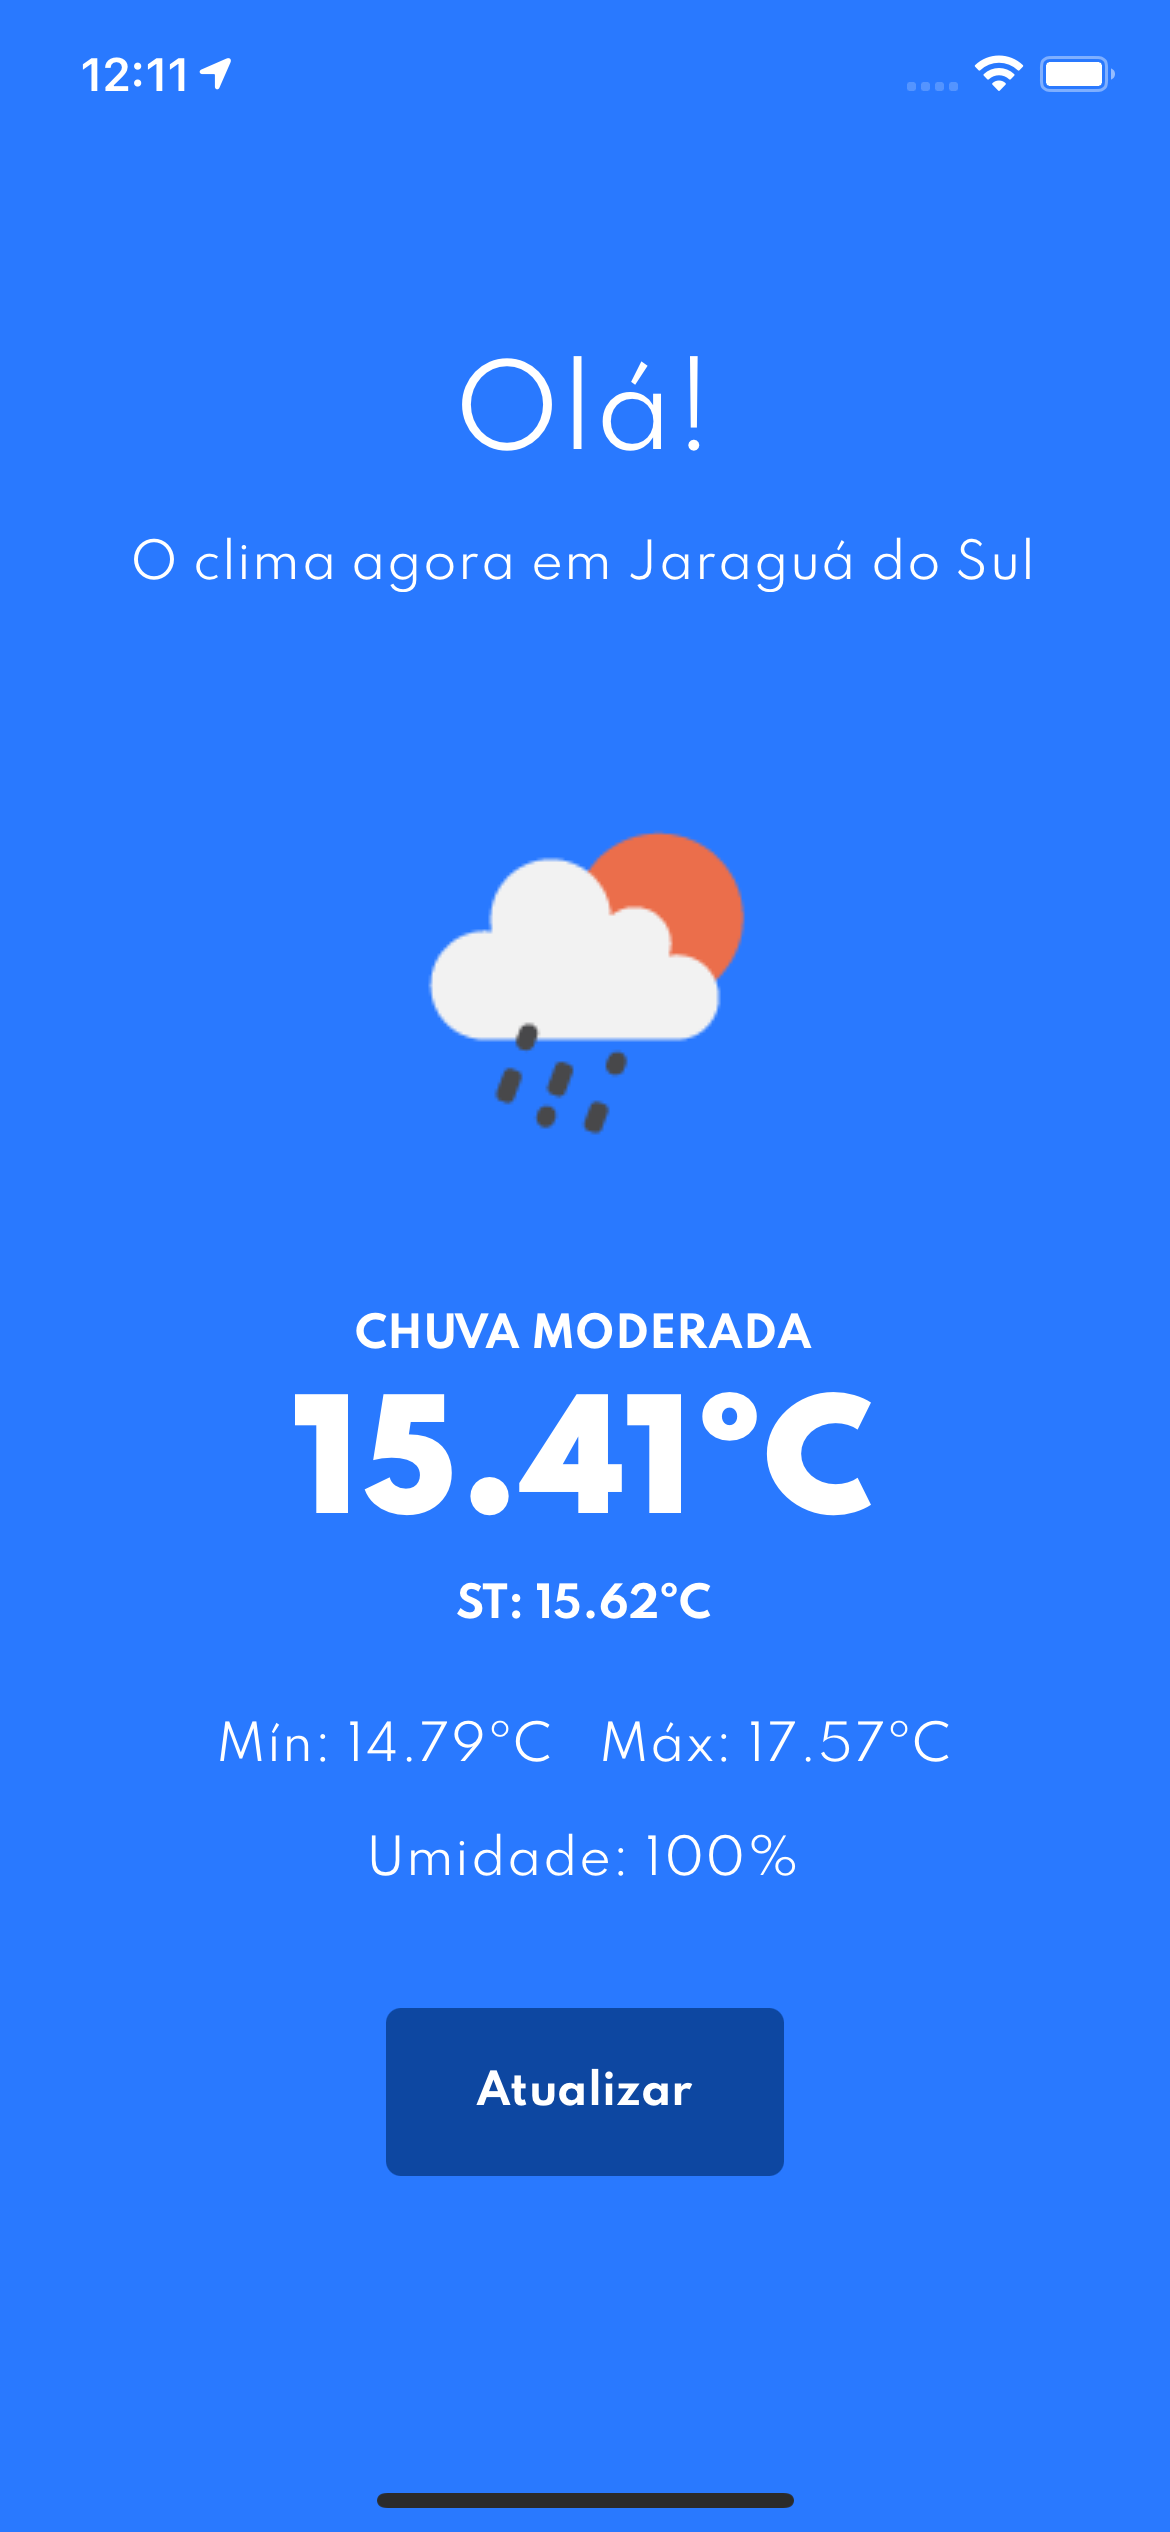 12:11
Olá!
O clima agora em Jaraguá do Sul
CHUVA MODERADA
15.41°C
ST: 15.62°C
Mín: 14.79°C Máx: 17.57°C
Umidade: 100%
Atualizar